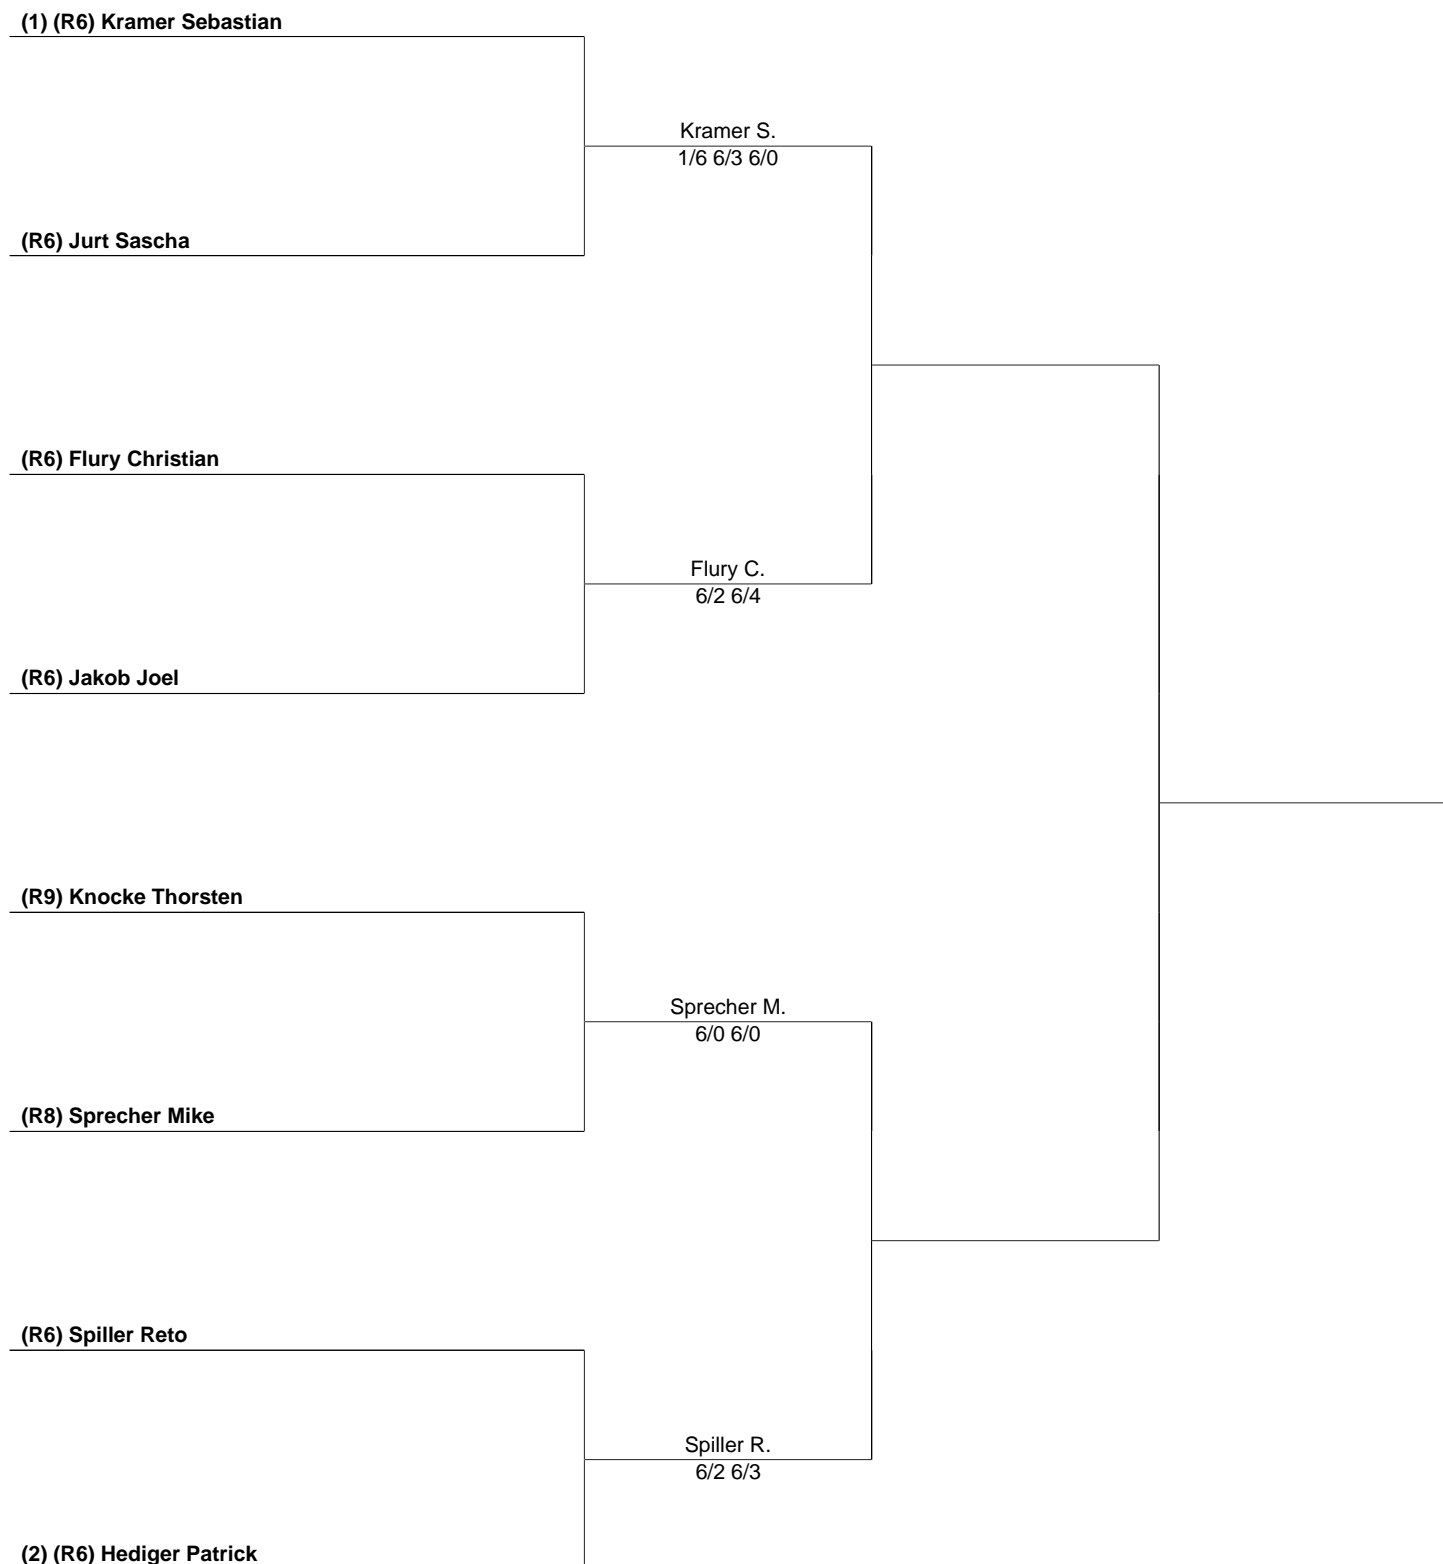 (1) (R6) Kramer Sebastian
Kramer S.
1/6 6/3 6/0
(R6) Jurt Sascha
(R6) Flury Christian
Flury C.
6/2 6/4
(R6) Jakob Joel
(R9) Knocke Thorsten
Sprecher M.
6/0 6/0
(R8) Sprecher Mike
(R6) Spiller Reto
Spiller R.
6/2 6/3
(2) (R6) Hediger Patrick